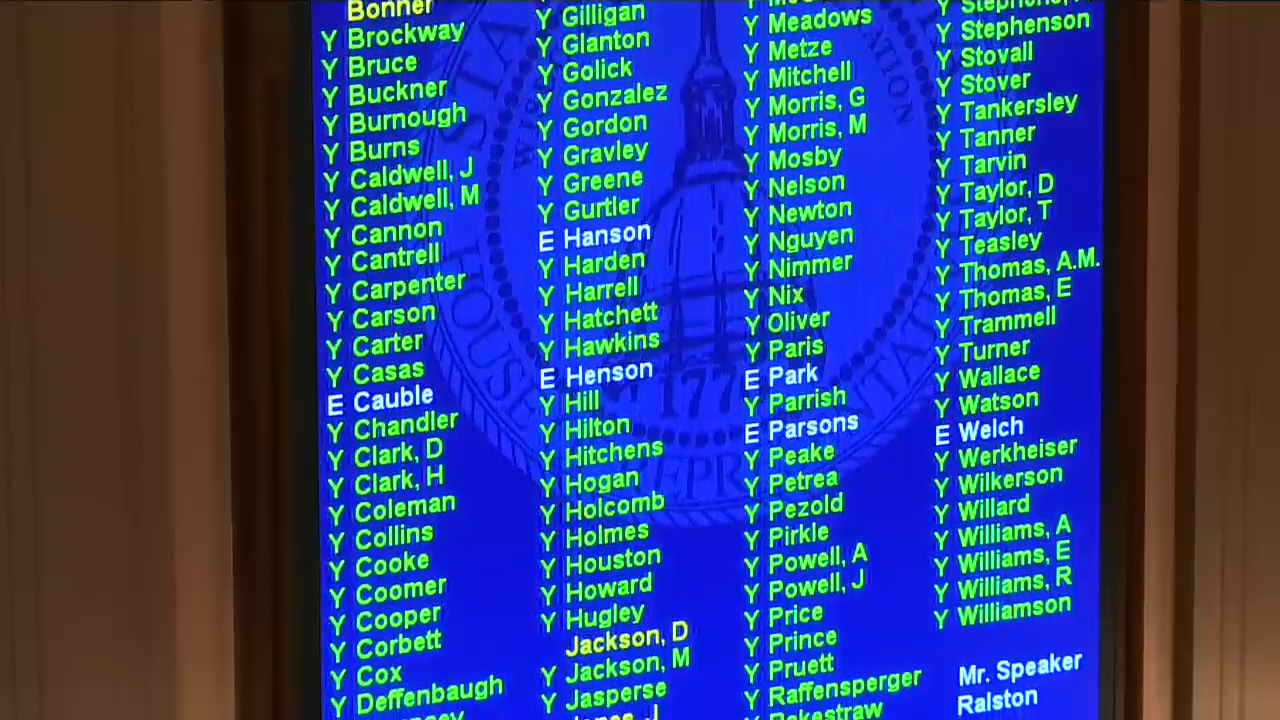 Bonner
Y Brockway
Y Bruce
Y Buckner
Y Burnough
Y Burns
Y Caldwell, J
Y Caldwell, M
Y Cannon
Y Cantrell
Y Carpenter
Y Carson
Y Carter
Y Casas
E Cauble
Y Chandler
Y Clark, D
Y Clark, H
Y Coleman
Y Collins
Y Cooke
Y Coomer
Y Cooper
Y Corbett
Y Cox
Y Deffenbaugh
Y Gilligan
Y Glanton
Y Golick
Y Gonzalez
Y Gordon
Y Gravley
Y Greene
Y Gurtler
E Hanson
Y Harden
Y Harrell
Y Hatchett
Y Hawkins
E Henson
Y Hill
Y Hilton
Y Hitchens
Y Hogan
Y Holcomb
Y Holmes
Y Houston
Y Howard
Y Hugley
Jackson, D
Y Jackson, M
Y Jasperse
Jones, J
Y Meadows
Y Metze
Y Mitchell
Y Morris, G
Y Morris, M
Y Mosby
Y Nelson
Y Newton
Y Nguyen
Y Nimmer
Y Nix
Y Oliver
Y Paris
E Park
Y Parrish
E Parsons
Y Peake
Y Petrea
Y Pezold
Y Pirkle
Y Powell, A
Y Powell, J
Y Price
Y Prince
Y Pruett
Y Raffensperger
Rakestraw
Y Stephenson
Y Stovall
Y Stover
Y Tankersley
Y Tanner
Y Tarvin
Y Taylor, D
Y Taylor, T
Y Teasley
Y Thomas, A.M.
Y Thomas, E
Y Trammell
Y Turner
Y Wallace
Y Watson
E Welch
Y Werkheiser
Y Wilkerson
Y Willard
Y Williams, A
Y Williams, E
Y Williams, R
Y Williamson
Mr. Speaker
Ralston
HOUSE
177